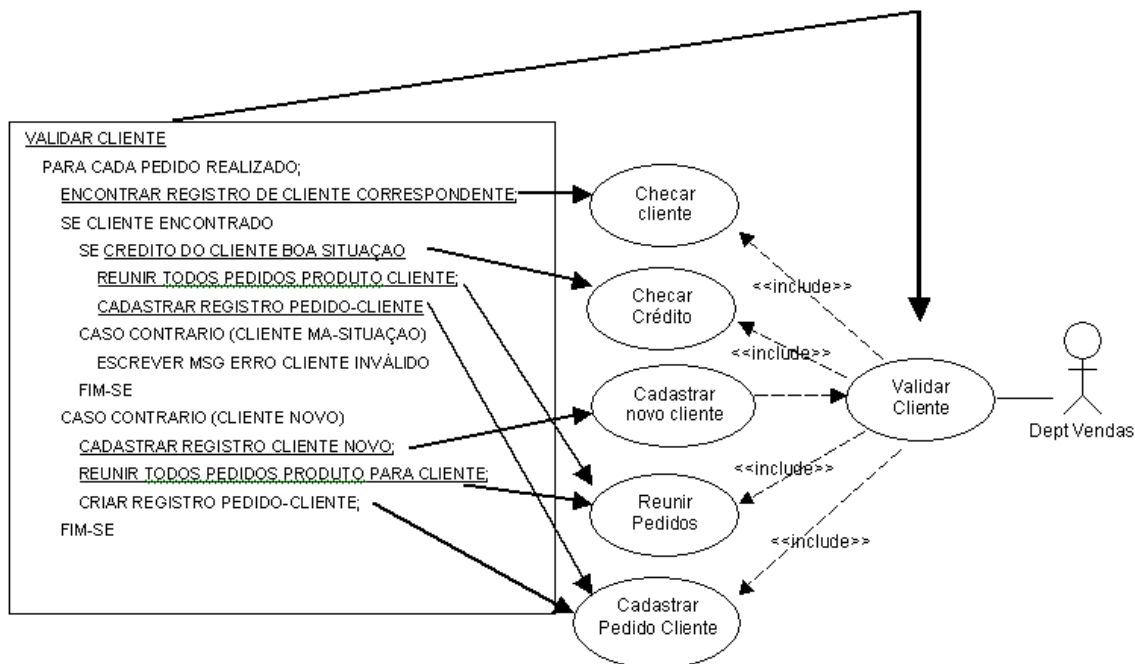 VALIDAR CLIENTE
PARA CADA PEDIDO REALIZADO;
ENCONTRAR REGISTRO DE CLIENTE CORRESPONDENTE;
SE CLIENTE ENCONTRADO
SE CREDITO DO CLIENTE BOA SITUAÇAO
REUNIR TODOS PEDIDOS PRODUTO CLIENTE;
CADASTRAR REGISTRO PEDIDO-CLIENTE
CASO CONTRARIO (CLIENTE MA-SITUAÇAO)
ESCREVER MSG ERRO CLIENTE INVÁLIDO
FIM-SE
CASO CONTRARIO (CLIENTE NOVO)
CADASTRAR REGISTRO CLIENTE NOVO;
REUNIR TODOS PEDIDOS PRODUTO PARA CLIENTE;
CRIAR REGISTRO PEDIDO-CLIENTE;
FIM-SE
Checar
cliente
<<include>>
Checar
Crédito
<<include>>
Cadastrar
novo cliente
Validar
Cliente
Dept Vendas
<<include>>
Reunir
Pedidos
<<include>>
Cadastrar
Pedido Cliente